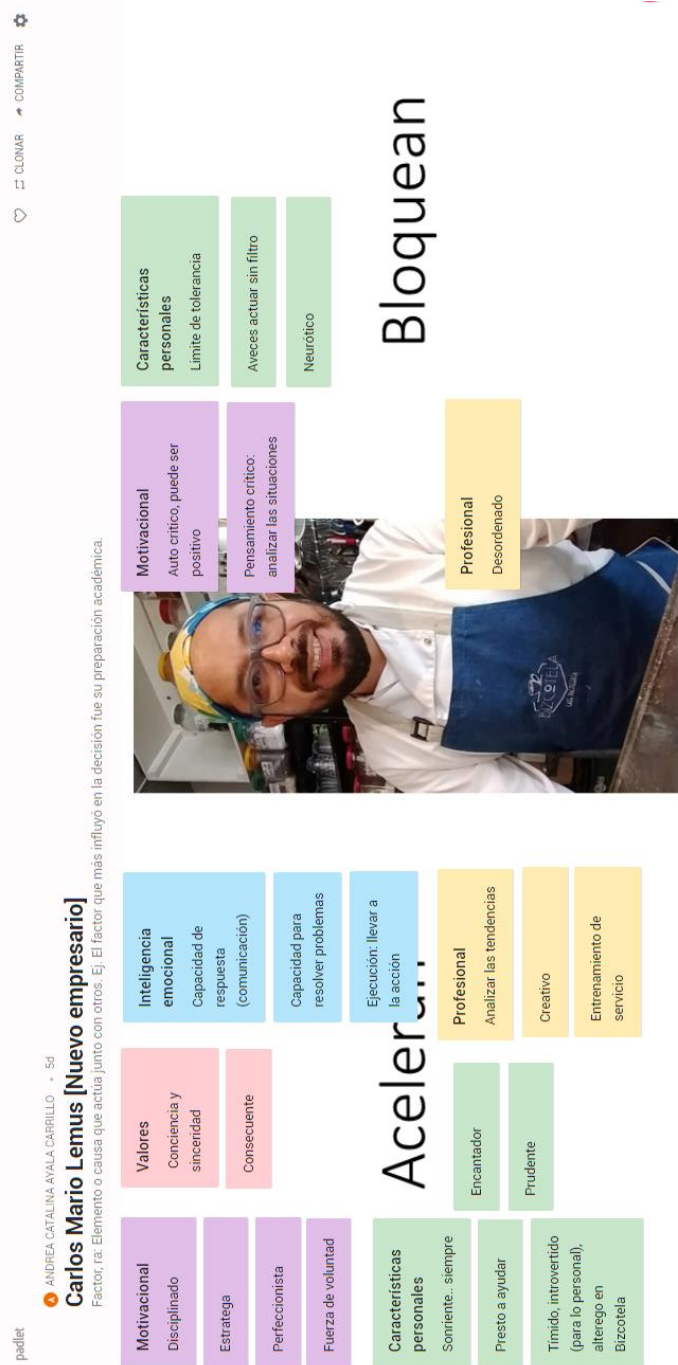 padlet
CLONAR
COMPARTIR
ANDREA CATALINA AYALA CARRILLO • 5d
Carlos Mario Lemus [Nuevo empresario]
Factor, ra: Elemento o causa que actúa junto con otros. Ej. El factor que más influyó en la decisión fue su preparación académica.
Motivacional
Disciplinado
Estratega
Perfeccionista
Fuerza de voluntad
Valores
Conciencia y
sinceridad
Consecuente
Inteligencia
emocional
Capacidad de
respuesta
(comunicación)
Capacidad para
resolver problemas
Ejecución: llevar a
la acción
Aceleran
Características
personales
Sonriente.. siempre
Presto a ayudar
Tímido, introvertido
(para lo personal),
alterego en
Bizcotela
Encantador
Prudente
Profesional
Analizar las tendencias
Creativo
Entrenamiento de
servicio
Motivacional
Auto critico, puede ser
positivo
Pensamiento crítico:
analizar las situaciones
Características
personales
Limite de tolerancia
Aveces actuar sin filtro
Neurótico
Bloquean
Profesional
Desordenado
BIZCOTELA